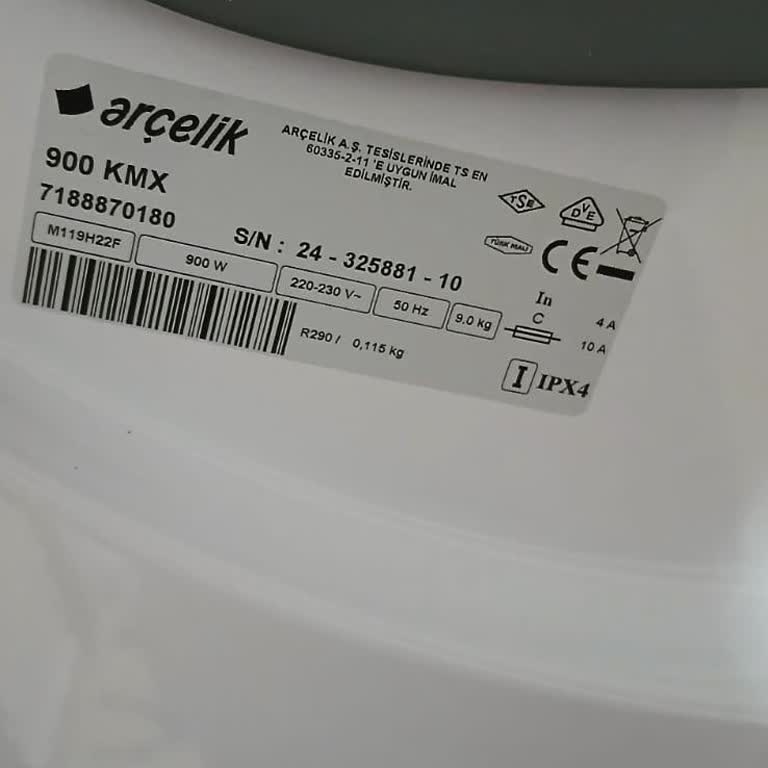 arçelik
ARÇELİK A.Ş. TESİSLERİNDE TS EN
60335-2-11 'E UYGUN İMAL
EDİLMİŞTİR.
900 KMX
7188870180
S/N : 24 - 325881 - 10
TSE
DVE
TÜRK MALI
CE
M119H22F
900 W
220-230 V~
50 Hz
9.0 kg
In
4 A
C
10 A
R290 / 0,115 kg
I
IPX4